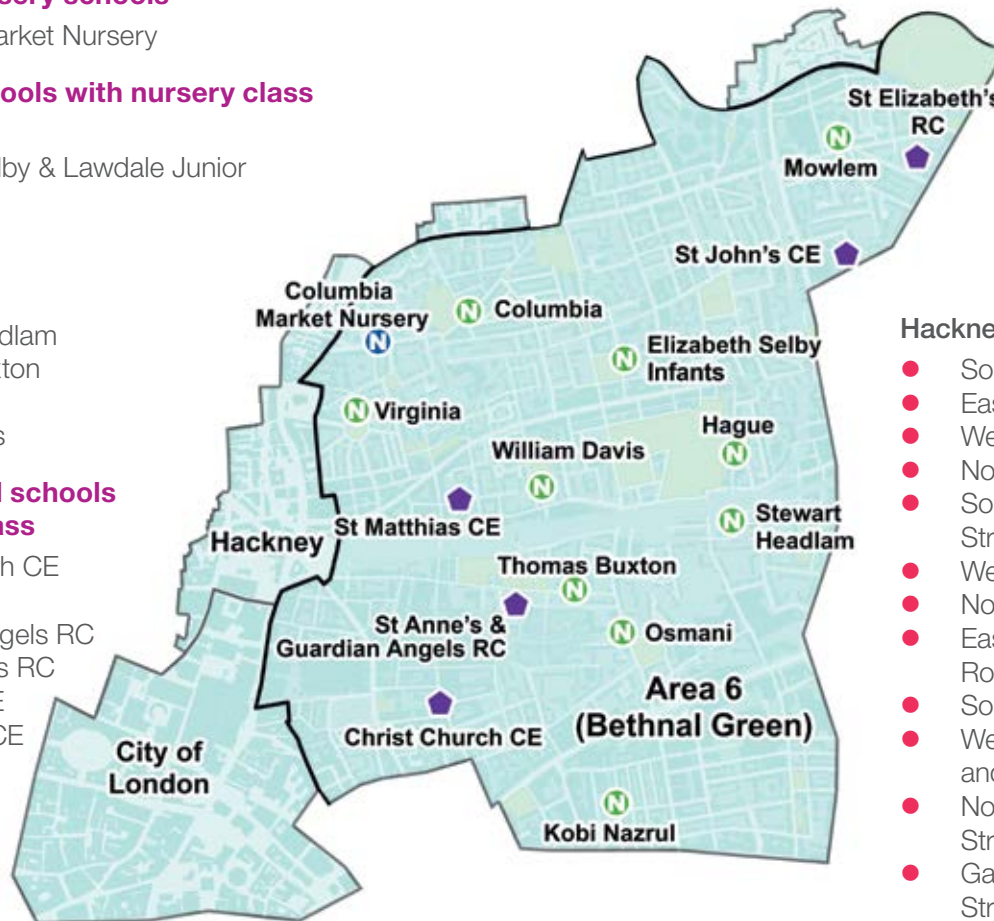 sery schools
arket Nursery
ools with nursery class
lby & Lawdale Junior
dlam
ton
s
l schools
ass
h CE
ngels RC
s RC
E
CE
St Elizabeth's
RC
Mowlem
St John's CE
Columbia
Market Nursery
N
Columbia
Elizabeth Selby
Infants
Virginia
Hague
William Davis
St Matthias CE
Stewart
Headlam
Hackney
Thomas Buxton
St Anne's &
Guardian Angels RC
Osmani
Area 6
(Bethnal Green)
Christ Church CE
City of
London
Kobi Nazrul
Hackne
So
Eas
We
No
So
Str
We
No
Eas
Ro
So
We
and
No
Str
Ga
Str